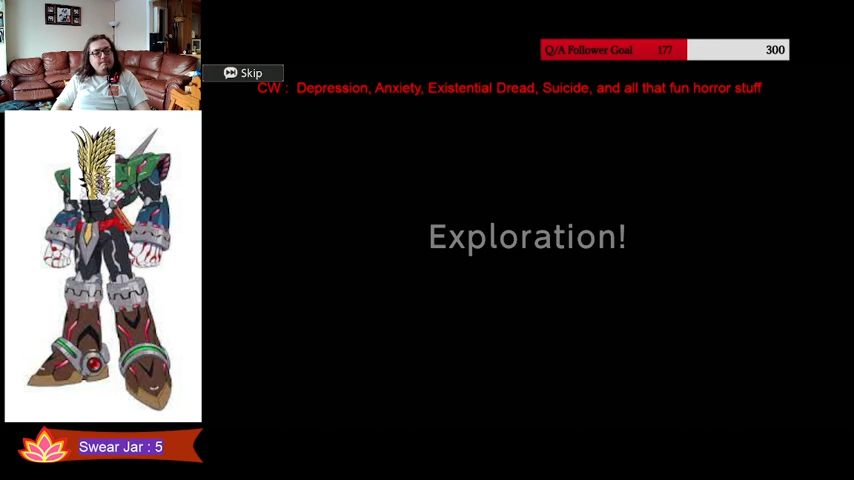 Q/A Follower Goal 177 300
Skip
CW : Depression, Anxiety, Existential Dread, Suicide, and all that fun horror stuff
Exploration!
Swear Jar : 5